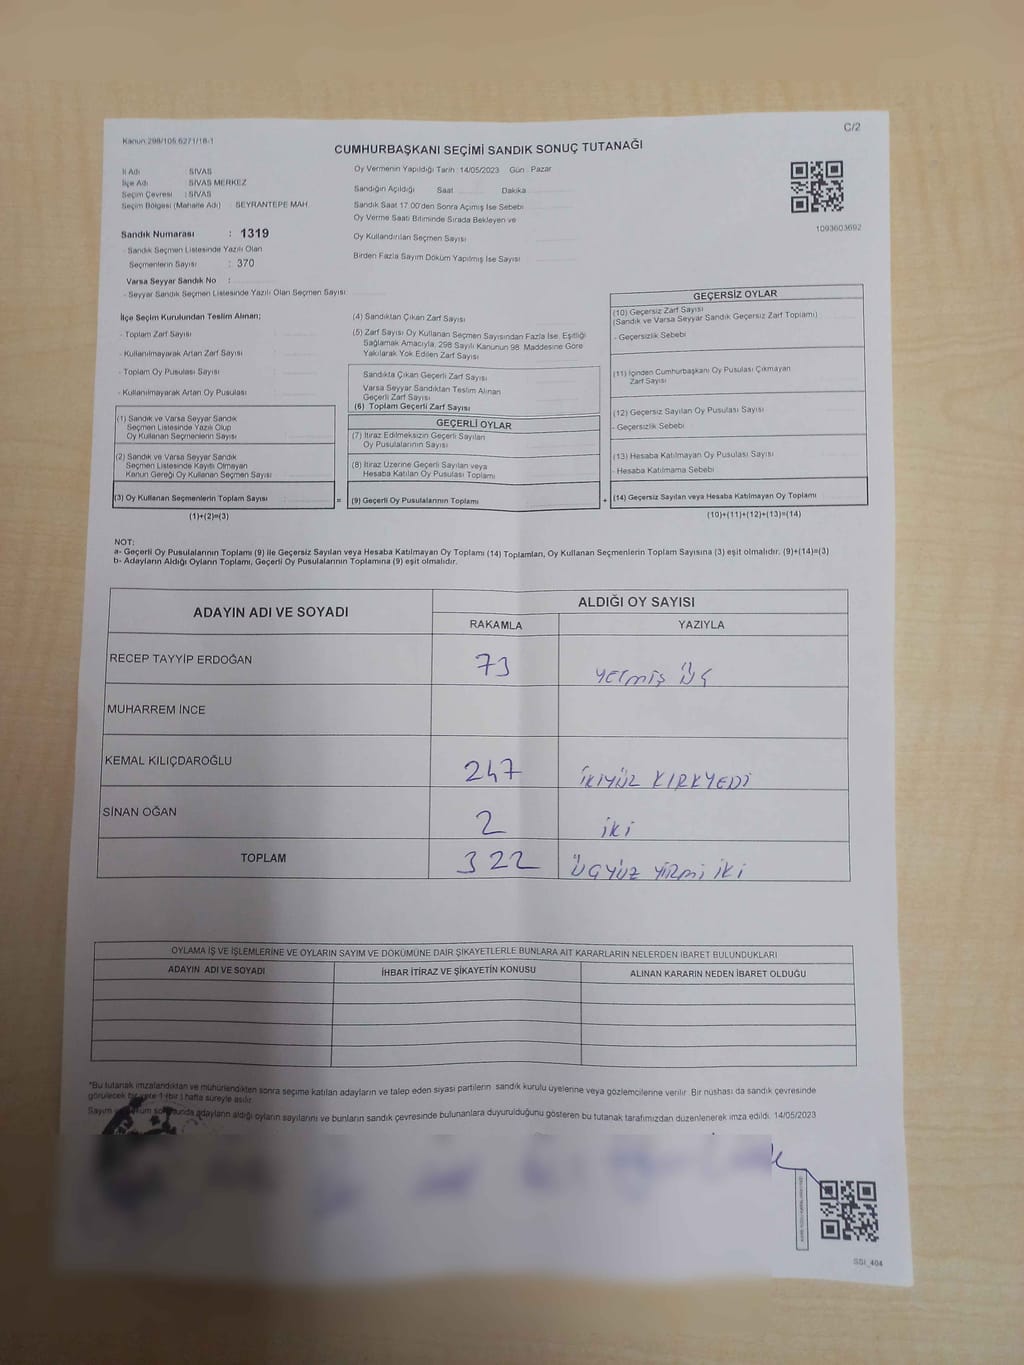 C/2
Kanun 298/105 6271/18-1
CUMHURBAŞKANI SEÇİMİ SANDIK SONUÇ TUTANAĞI
İl Adı : SİVAS
İlçe Adı : SİVAS MERKEZ
Seçim Çevresi : SİVAS
Seçim Bölgesi (Mahalle Adı) : SEYRANTEPE MAH.
Sandık Numarası : 1319
- Sandık Seçmen Listesinde Yazılı Olan
Seçmenlerin Sayısı : 370
Varsa Seyyar Sandık No :
- Seyyar Sandık Seçmen Listesinde Yazılı Olan Seçmen Sayısı
Oy Vermenin Yapıldığı Tarih : 14/05/2023 Gün : Pazar
Sandığın Açıldığı Saat Dakika
Sandık Saat 17:00'den Sonra Açımış İse Sebebi
Oy Verme Saati Bitiminde Sırada Bekleyen ve
Oy Kullandırılan Seçmen Sayısı
Birden Fazla Sayım Döküm Yapılmış İse Sayısı
1093603692
İlçe Seçim Kurulundan Teslim Alınan;
- Toplam Zarf Sayısı
- Kullanılmayarak Artan Zarf Sayısı
- Toplam Oy Pusulası Sayısı
- Kullanılmayarak Artan Oy Pusulası
(1) Sandık ve Varsa Seyyar Sandık
Seçmen Listesinde Yazılı Olup
Oy Kullanan Seçmenlerin Sayısı
(2) Sandık ve Varsa Seyyar Sandık
Seçmen Listesinde Kayıtlı Olmayan
Kanun Gereği Oy Kullanan Seçmen Sayısı
(3) Oy Kullanan Seçmenlerin Toplam Sayısı
(1)+(2)=(3)
(4) Sandıktan Çıkan Zarf Sayısı
(5) Zarf Sayısı Oy Kullanan Seçmen Sayısından Fazla İse, Eşitliği
Sağlamak Amacıyla, 298 Sayılı Kanunun 98. Maddesine Göre
Yakılarak Yok Edilen Zarf Sayısı
Sandıkta Çıkan Geçerli Zarf Sayısı
Varsa Seyyar Sandıktan Teslim Alınan
Geçerli Zarf Sayısı
(6) Toplam Geçerli Zarf Sayısı
GEÇERLİ OYLAR
(7) İtiraz Edilmeksizin Geçerli Sayılan
Oy Pusulalarının Sayısı
(8) İtiraz Üzerine Geçerli Sayılan veya
Hesaba Katılan Oy Pusulası Toplamı
= (9) Geçerli Oy Pusulalarının Toplamı
GEÇERSİZ OYLAR
(10) Geçersiz Zarf Sayısı
(Sandık ve Varsa Seyyar Sandık Geçersiz Zarf Toplamı)
- Geçersizlik Sebebi
(11) İçinden Cumhurbaşkanı Oy Pusulası Çıkmayan
Zarf Sayısı
(12) Geçersiz Sayılan Oy Pusulası Sayısı
- Geçersizlik Sebebi
(13) Hesaba Katılmayan Oy Pusulası Sayısı
- Hesaba Katılmama Sebebi
+ (14) Geçersiz Sayılan veya Hesaba Katılmayan Oy Toplamı
(10)+(11)+(12)+(13)=(14)
NOT:
a- Geçerli Oy Pusulalarının Toplamı (9) ile Geçersiz Sayılan veya Hesaba Katılmayan Oy Toplamı (14) Toplamları, Oy Kullanan Seçmenlerin Toplam Sayısına (3) eşit olmalıdır. (9)+(14)=(3)
b- Adayların Aldığı Oyların Toplamı, Geçerli Oy Pusulalarının Toplamına (9) eşit olmalıdır.
ADAYIN ADI VE SOYADI
ALDIĞI OY SAYISI
RAKAMLA YAZIYLA
RECEP TAYYİP ERDOĞAN 73 YETMİŞ ÜÇ
MUHARREM İNCE
KEMAL KILIÇDAROĞLU 247 İKİYÜZ KIRKYEDİ
SİNAN OĞAN 2 İKİ
TOPLAM 322 ÜÇYÜZ YİRMİ İKİ
OYLAMA İŞ VE İŞLEMLERİNE VE OYLARIN SAYIM VE DÖKÜMÜNE DAİR ŞİKAYETLERLE BUNLARA AİT KARARLARIN NELERDEN İBARET BULUNDUKLARI
ADAYIN ADI VE SOYADI İHBAR İTİRAZ VE ŞİKAYETİN KONUSU ALINAN KARARIN NEDEN İBARET OLDUĞU
*Bu tutanak imzalandıktan ve mühürlendikten sonra seçime katılan adayların ve talep eden siyasi partilerin sandık kurulu üyelerine veya gözlemcilerine verilir. Bir nüshası da sandık çevresinde
görülecek bir yere 1 (bir) hafta süreyle asılır.
Sayım sonunda adayların aldığı oyların sayılarını ve bunların sandık çevresinde bulunanlara duyurulduğunu gösteren bu tutanak tarafımızdan düzenlenerek imza edildi. 14/05/2023
SSI_404